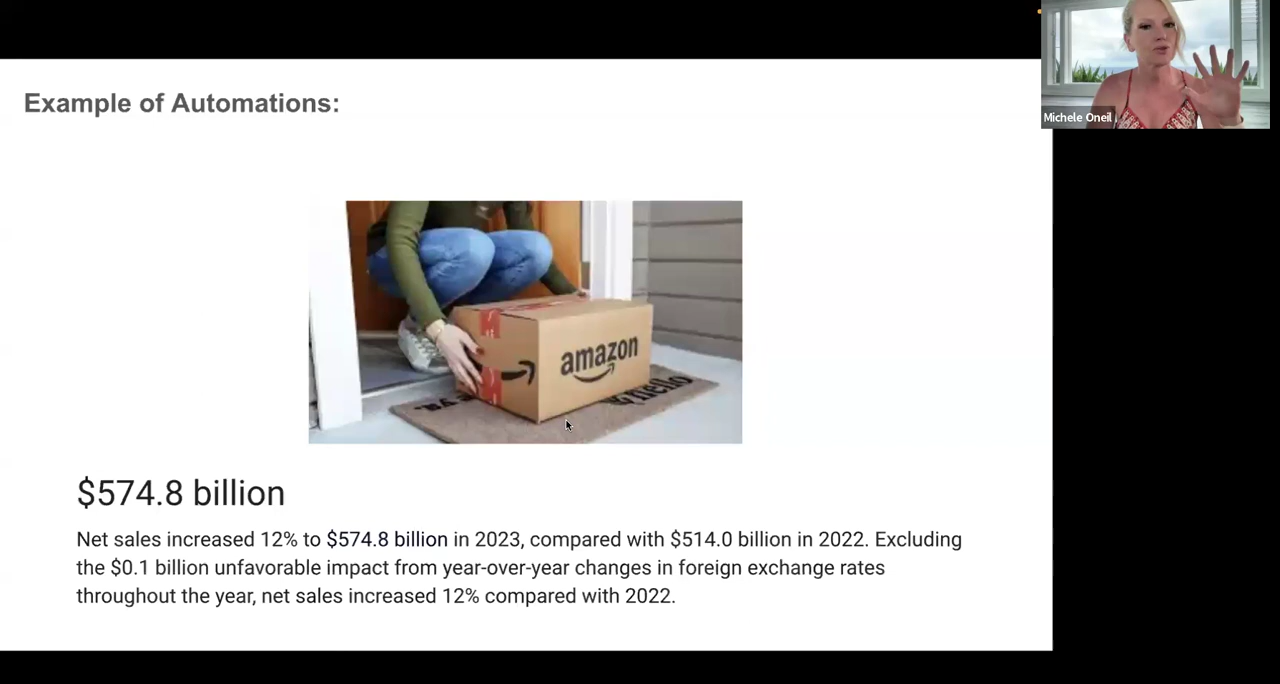 Michele Oneil
Example of Automations:
amazon
hello
$574.8 billion
Net sales increased 12% to $574.8 billion in 2023, compared with $514.0 billion in 2022. Excluding
the $0.1 billion unfavorable impact from year-over-year changes in foreign exchange rates
throughout the year, net sales increased 12% compared with 2022.